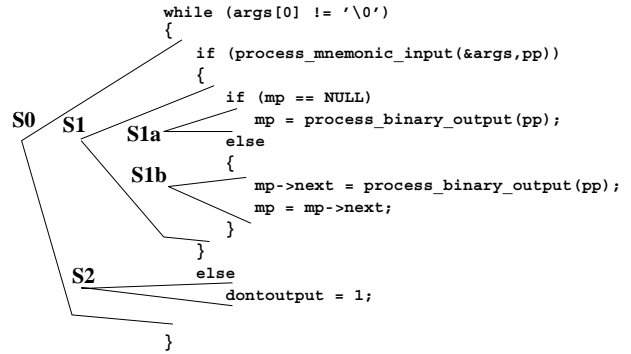 while (args[0] != '\0')
{
if (process_mnemonic_input(&args,pp))
{
if (mp == NULL)
S0
S1
S1a
mp = process_binary_output(pp);
else
{
S1b
mp->next = process_binary_output(pp);
mp = mp->next;
}
}
else
S2
dontoutput = 1;
}